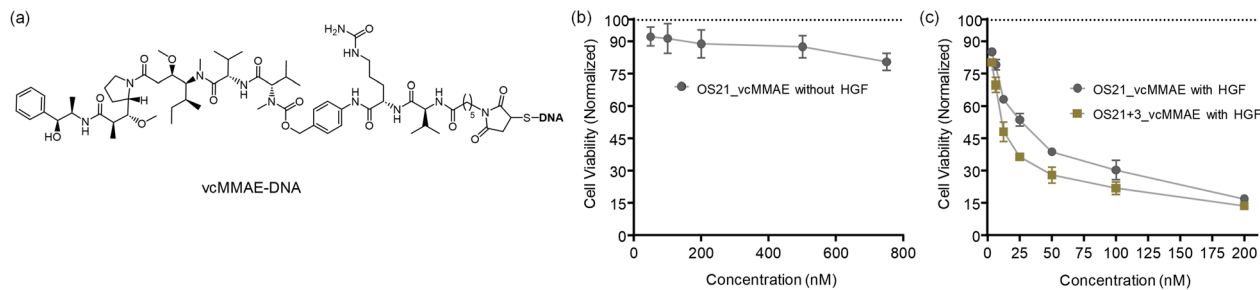 (a)
H₂N
O
HN
O
O
O
N
N
H
N
O
O
N
O
O
H
N
O
N
H
O
H
N
O
N
H
O
5
N
O
O
S-DNA
HO
N
H
O
H
O
vcMMAE-DNA
(b)
Cell Viability (Normalized)
100
90
75
60
45
30
15
0
OS21_vcMMAE without HGF
0 200 400 600 800
Concentration (nM)
(c)
Cell Viability (Normalized)
100
90
75
60
45
30
15
0
OS21_vcMMAE with HGF
OS21+3_vcMMAE with HGF
0 25 50 75 100 125 150 175 200
Concentration (nM)